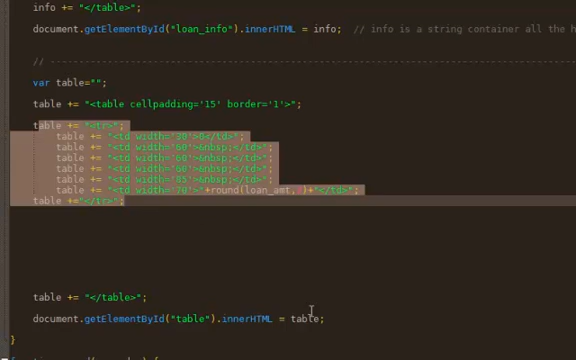 info += "</table>";
document.getElementById("loan_info").innerHTML = info;  // info is a string container all the h
// ----------------------------------------------------------------
var table="";
table += "<table cellpadding='15' border='1'>";
table += "<tr>";
table += "<td width='30'>0</td>";
table += "<td width='60'>&nbsp;</td>";
table += "<td width='60'>&nbsp;</td>";
table += "<td width='60'>&nbsp;</td>";
table += "<td width='85'>&nbsp;</td>";
table += "<td width='70'>"+round(loan_amt, )+"</td>";
table +="</tr>";
table += "</table>";
document.getElementById("table").innerHTML = table;
}